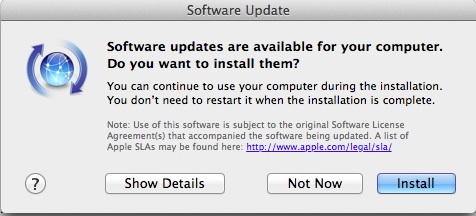 Software Update
Software updates are available for your computer.
Do you want to install them?
You can continue to use your computer during the installation.
You don't need to restart it when the installation is complete.
Note: Use of this software is subject to the original Software License
Agreement(s) that accompanied the software being updated. A list of
Apple SLAs may be found here: http://www.apple.com/legal/sla/
? Show Details Not Now Install